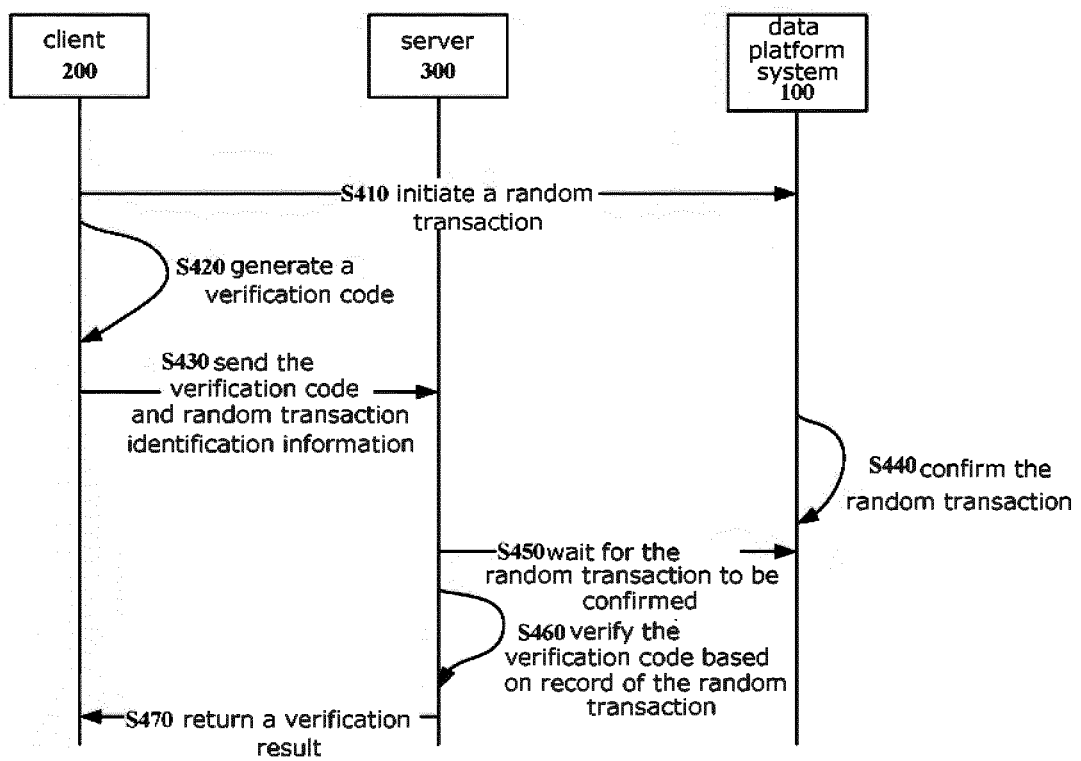 client
200
server
300
data
platform
system
100
S410 initiate a random
transaction
S420 generate a
verification code
S430 send the
verification code
and random transaction
identification information
S440 confirm the
random transaction
S450 wait for the
random transaction to be
confirmed
S460 verify the
verification code based
on record of the random
transaction
S470 return a verification
result